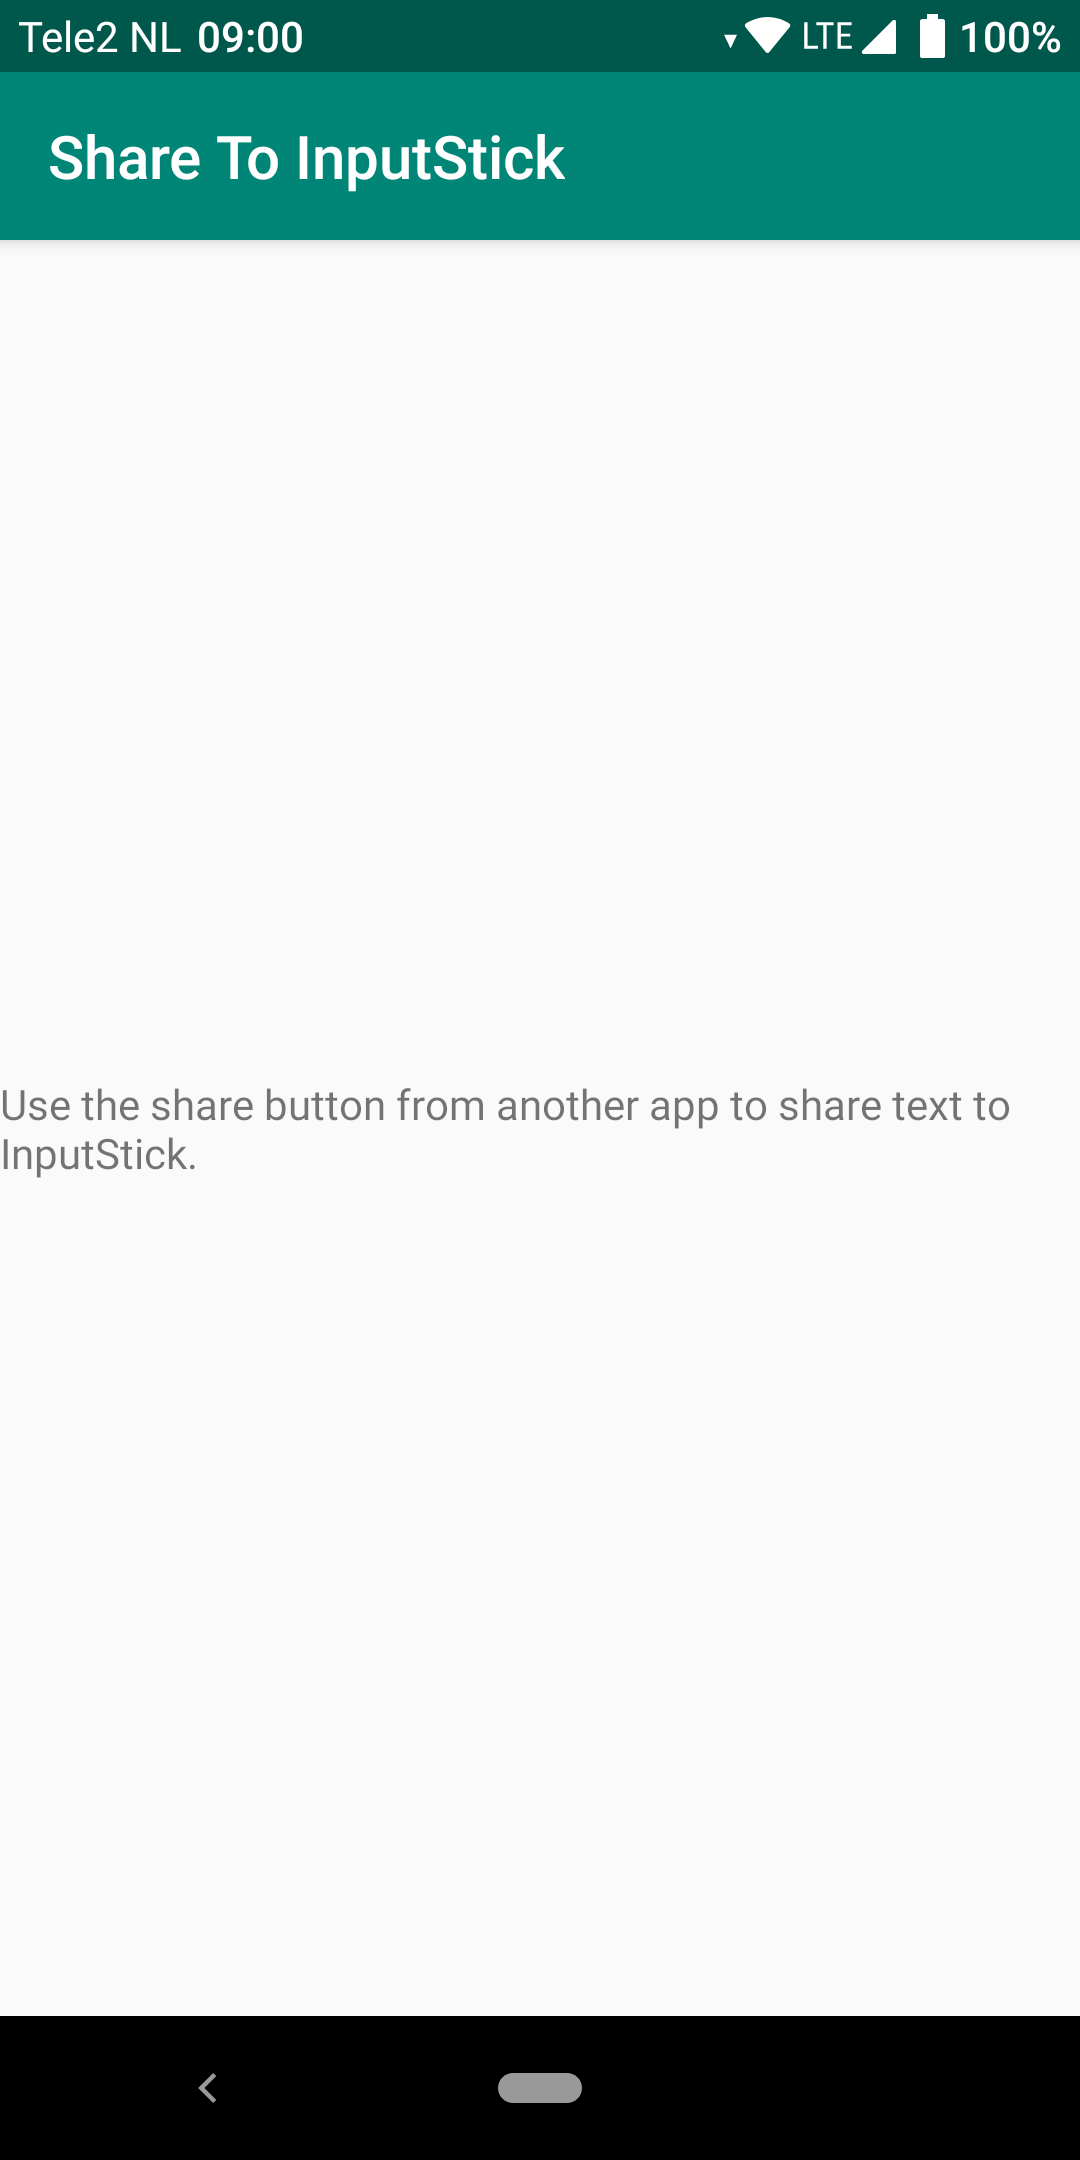 Tele2 NL 09:00 LTE 100%
Share To InputStick
Use the share button from another app to share text to
InputStick.